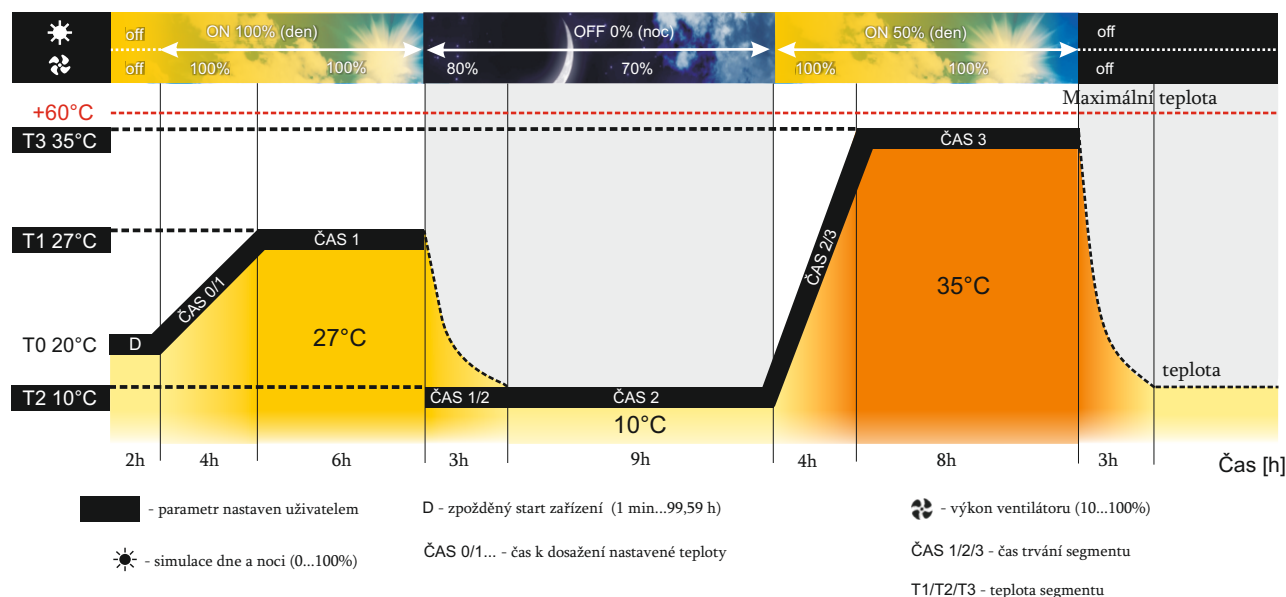 off ON 100% (den) OFF 0% (noc) ON 50% (den) off
off 100% 100% 80% 70% 100% 100% off
+60°C Maximální teplota
T3 35°C ČAS 3
T1 27°C ČAS 1
ČAS 2/3
ČAS 0/1 35°C
T0 20°C D 27°C
teplota
T2 10°C ČAS 1/2 ČAS 2
10°C
2h 4h 6h 3h 9h 4h 8h 3h Čas [h]
- parametr nastaven uživatelem D - zpožděný start zařízení (1 min...99,59 h) - výkon ventilátoru (10...100%)
- simulace dne a noci (0...100%) ČAS 0/1... - čas k dosažení nastavené teploty ČAS 1/2/3 - čas trvání segmentu
T1/T2/T3 - teplota segmentu